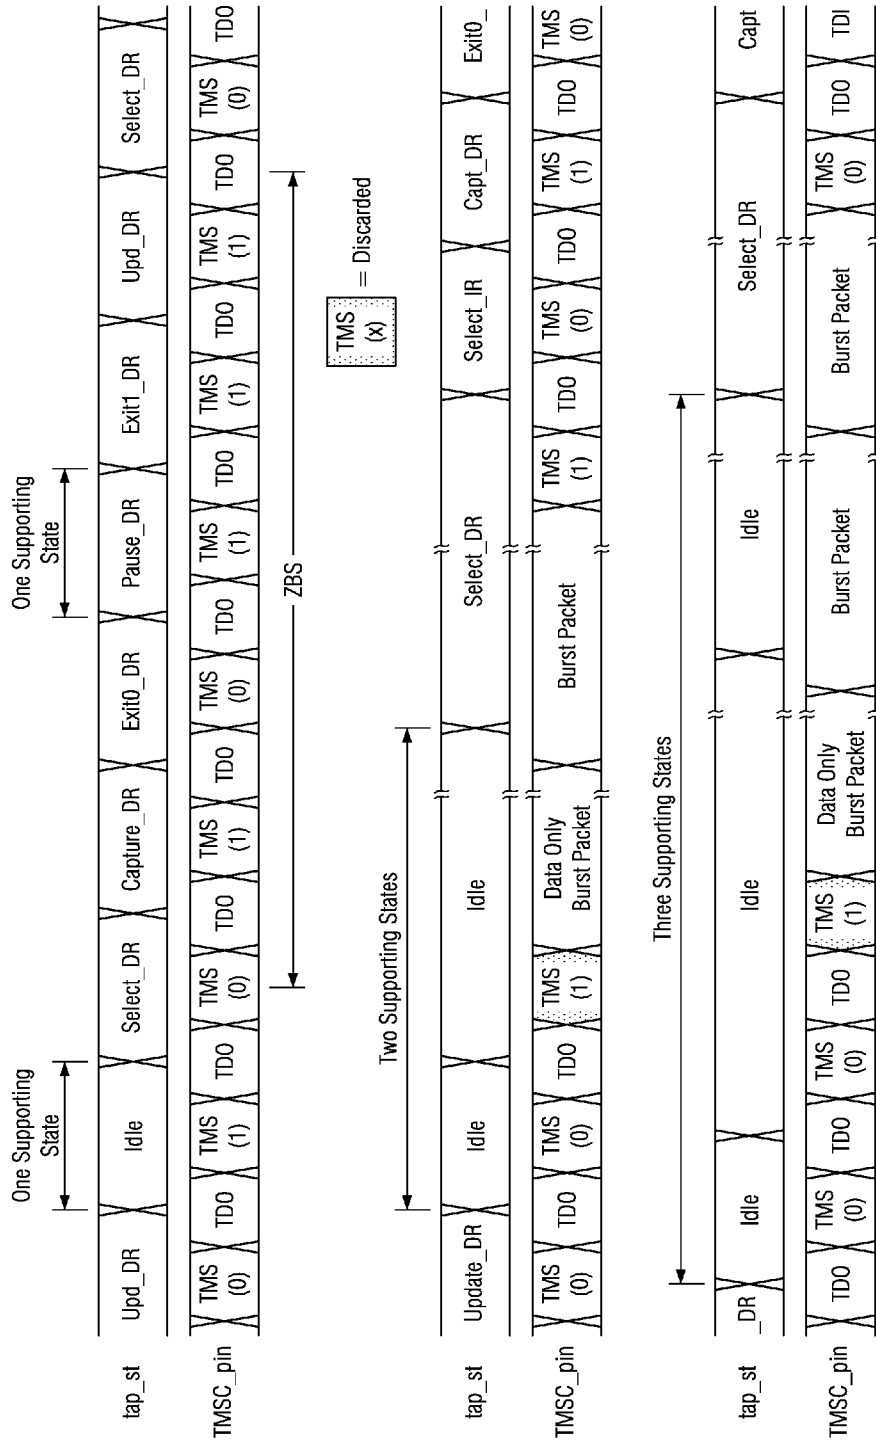 One Supporting
State
One Supporting
State
tap_st Upd_DR Idle Select_DR Capture_DR Exit0_DR Pause_DR Exit1_DR Upd_DR Select_DR
TMSC_pin TMS TDO TMS TDO TMS TDO TMS TDO TMS TDO TMS TDO TMS TDO TMS TDO TMS TDO
(0) (1) (0) (1) (0) (1) (1) (1) (0)
ZBS
TMS
(x)
= Discarded
Two Supporting States
tap_st Update_DR Idle Idle Select_DR Select_IR Capt_DR Exit0_
TMSC_pin TMS TDO TMS TDO TMS Data Only Burst Packet TMS TDO TMS TDO TMS TDO TMS
(0) (0) (1) Burst Packet (1) (0) (1) (0)
Three Supporting States
tap_st _DR Idle Idle Idle Select_DR Capt
TMSC_pin TDO TMS TDO TMS TDO TMS Data Only Burst Packet Burst Packet TMS TDO TDI
(0) (0) (1) Burst Packet (0)